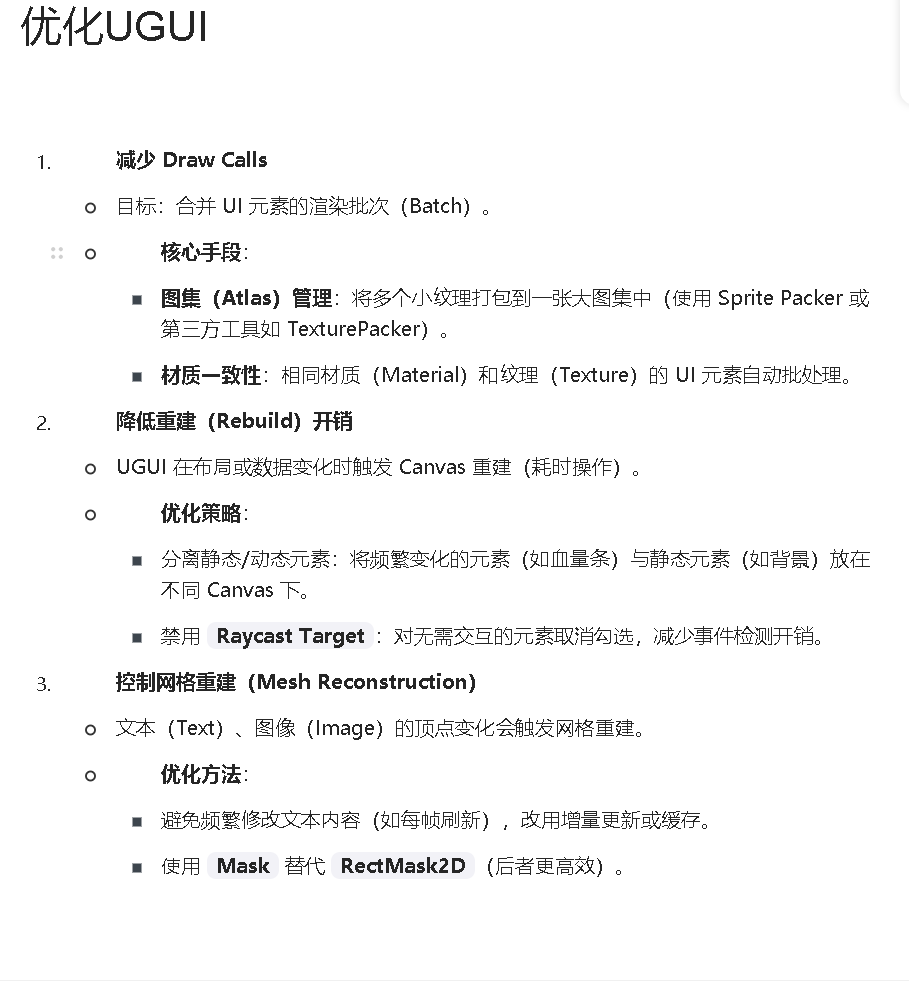 优化UGUI
1. 减少 Draw Calls
目标：合并 UI 元素的渲染批次（Batch）。
核心手段：
图集（Atlas）管理：将多个小纹理打包到一张大图集中（使用 Sprite Packer 或
第三方工具如 TexturePacker）。
材质一致性：相同材质（Material）和纹理（Texture）的 UI 元素自动批处理。
2. 降低重建（Rebuild）开销
UGUI 在布局或数据变化时触发 Canvas 重建（耗时操作）。
优化策略：
分离静态/动态元素：将频繁变化的元素（如血量条）与静态元素（如背景）放在
不同 Canvas 下。
禁用 Raycast Target：对无需交互的元素取消勾选，减少事件检测开销。
3. 控制网格重建（Mesh Reconstruction）
文本（Text）、图像（Image）的顶点变化会触发网格重建。
优化方法：
避免频繁修改文本内容（如每帧刷新），改用增量更新或缓存。
使用 Mask 替代 RectMask2D（后者更高效）。